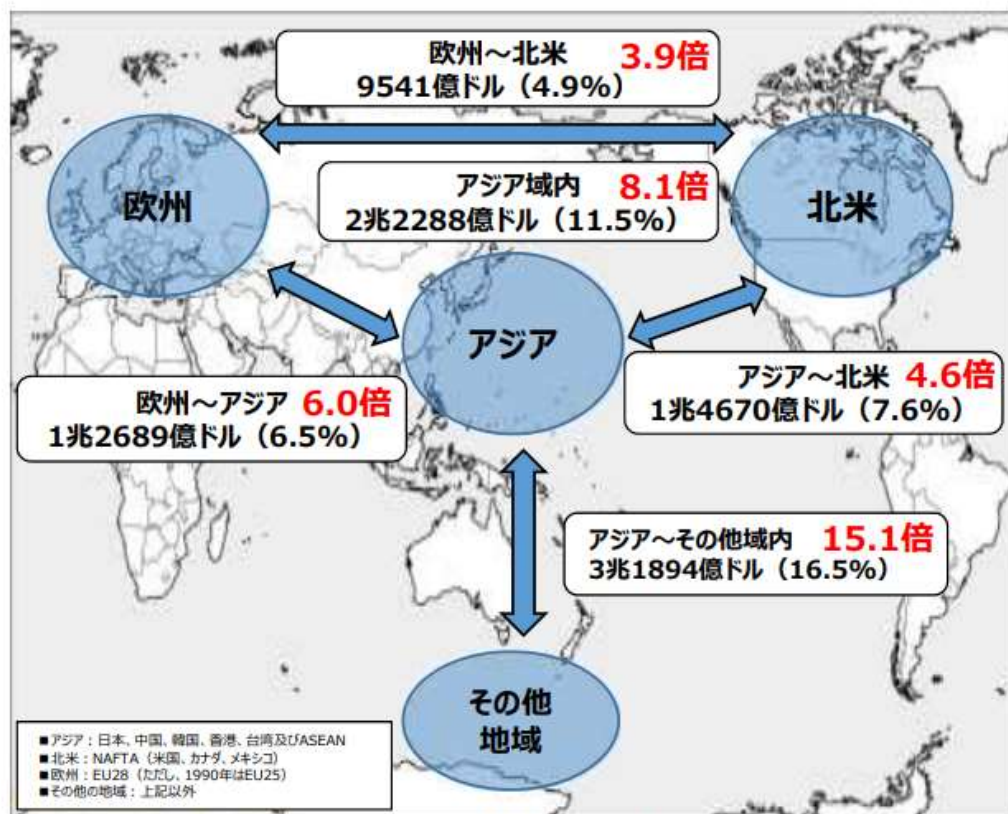 欧州～北米 3.9倍
9541億ドル（4.9%）
アジア域内 8.1倍
2兆2288億ドル（11.5%）
欧州
北米
アジア
欧州～アジア 6.0倍
1兆2689億ドル（6.5%）
アジア～北米 4.6倍
1兆4670億ドル（7.6%）
アジア～その他域内 15.1倍
3兆1894億ドル（16.5%）
その他
地域
■アジア：日本、中国、韓国、香港、台湾及びASEAN
■北米：NAFTA（米国、カナダ、メキシコ）
■欧州：EU28（ただし、1990年はEU25）
■その他の地域：上記以外